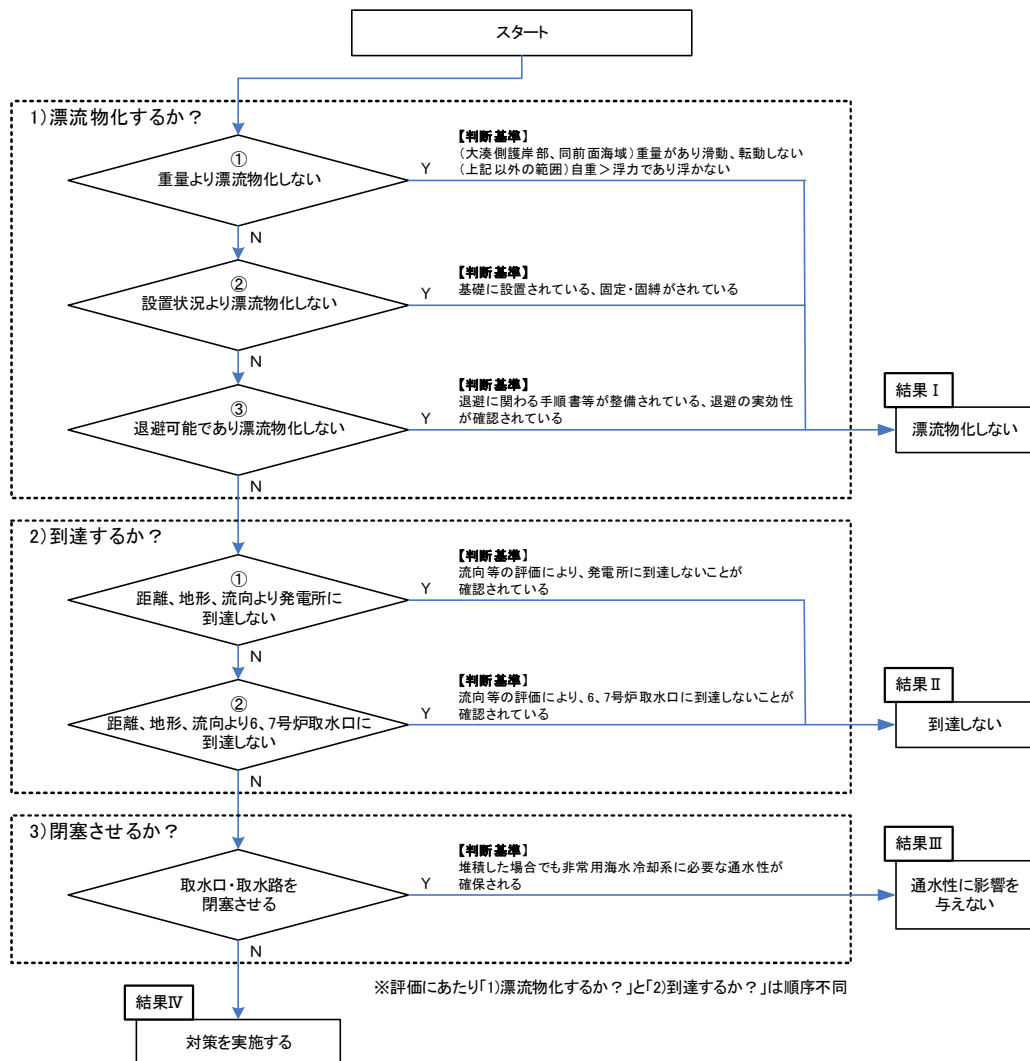 スタート
1)漂流物化するか?
①
重量より漂流物化しない
Y
【判断基準】
(大湊側護岸部、同前面海域)重量があり滑動、転動しない
(上記以外の範囲)自重>浮力であり浮かない
N
②
設置状況より漂流物化しない
Y
【判断基準】
基礎に設置されている、固定・固縛がされている
N
③
退避可能であり漂流物化しない
Y
【判断基準】
退避に関わる手順書等が整備されている、退避の実効性
が確認されている
結果Ⅰ
漂流物化しない
N
2)到達するか?
①
距離、地形、流向より発電所に
到達しない
Y
【判断基準】
流向等の評価により、発電所に到達しないことが
確認されている
N
②
距離、地形、流向より6、7号炉取水口に
到達しない
Y
【判断基準】
流向等の評価により、6、7号炉取水口に到達しないことが
確認されている
結果Ⅱ
到達しない
N
3)閉塞させるか?
取水口・取水路を
閉塞させる
Y
【判断基準】
堆積した場合でも非常用海水冷却系に必要な通水性が
確保される
結果Ⅲ
通水性に影響を
与えない
N
※評価にあたり「1)漂流物化するか?」と「2)到達するか?」は順序不同
結果Ⅳ
対策を実施する